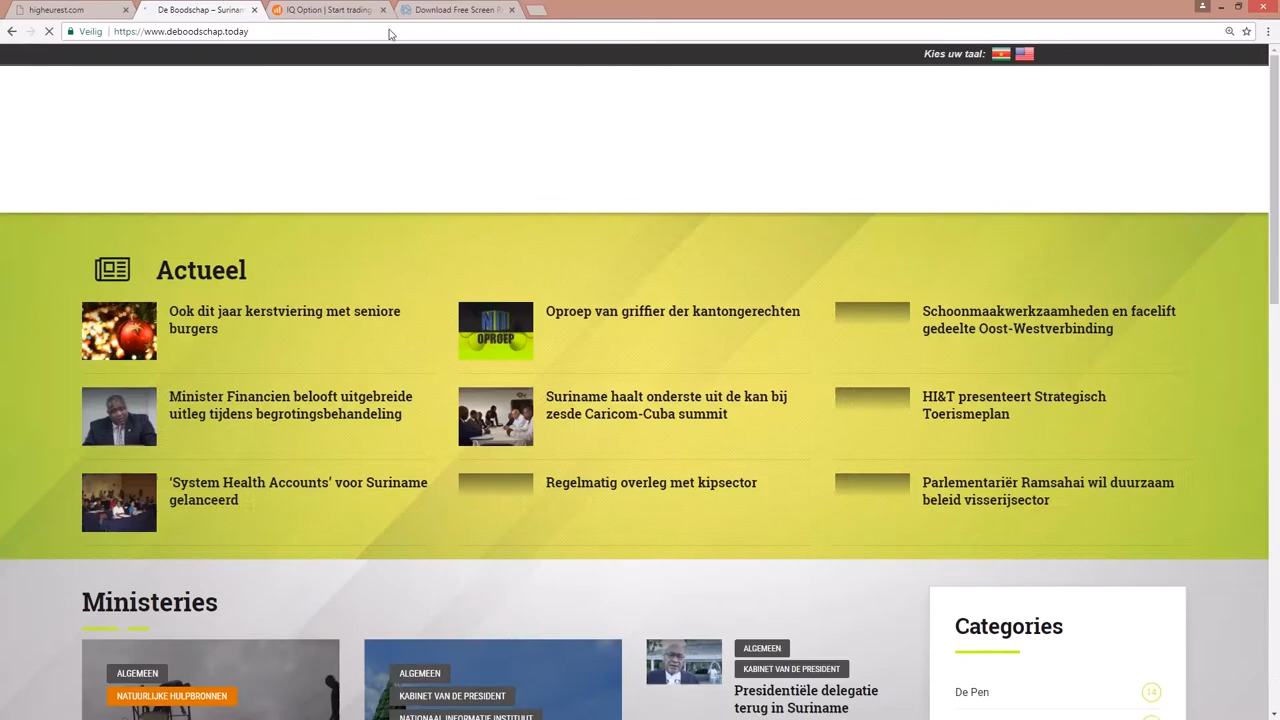 higheurest.com
De Boodschap – Surinam
IQ Option | Start trading
Download Free Screen R
Veilig
https://www.deboodschap.today
Kies uw taal:
Actueel
Ook dit jaar kerstviering met seniore
burgers
OPROEP
Oproep van griffier der kantongerechten
Schoonmaakwerkzaamheden en facelift
gedeelte Oost-Westverbinding
Minister Financien belooft uitgebreide
uitleg tijdens begrotingsbehandeling
Suriname haalt onderste uit de kan bij
zesde Caricom-Cuba summit
HI&T presenteert Strategisch
Toerismeplan
‘System Health Accounts’ voor Suriname
gelanceerd
Regelmatig overleg met kipsector
Parlementariër Ramsahai wil duurzaam
beleid visserijsector
Ministeries
ALGEMEEN
NATUURLIJKE HULPBRONNEN
ALGEMEEN
KABINET VAN DE PRESIDENT
NATIONAAL INFORMATIE INSTITUUT
ALGEMEEN
KABINET VAN DE PRESIDENT
Presidentiële delegatie
terug in Suriname
Categories
De Pen
14